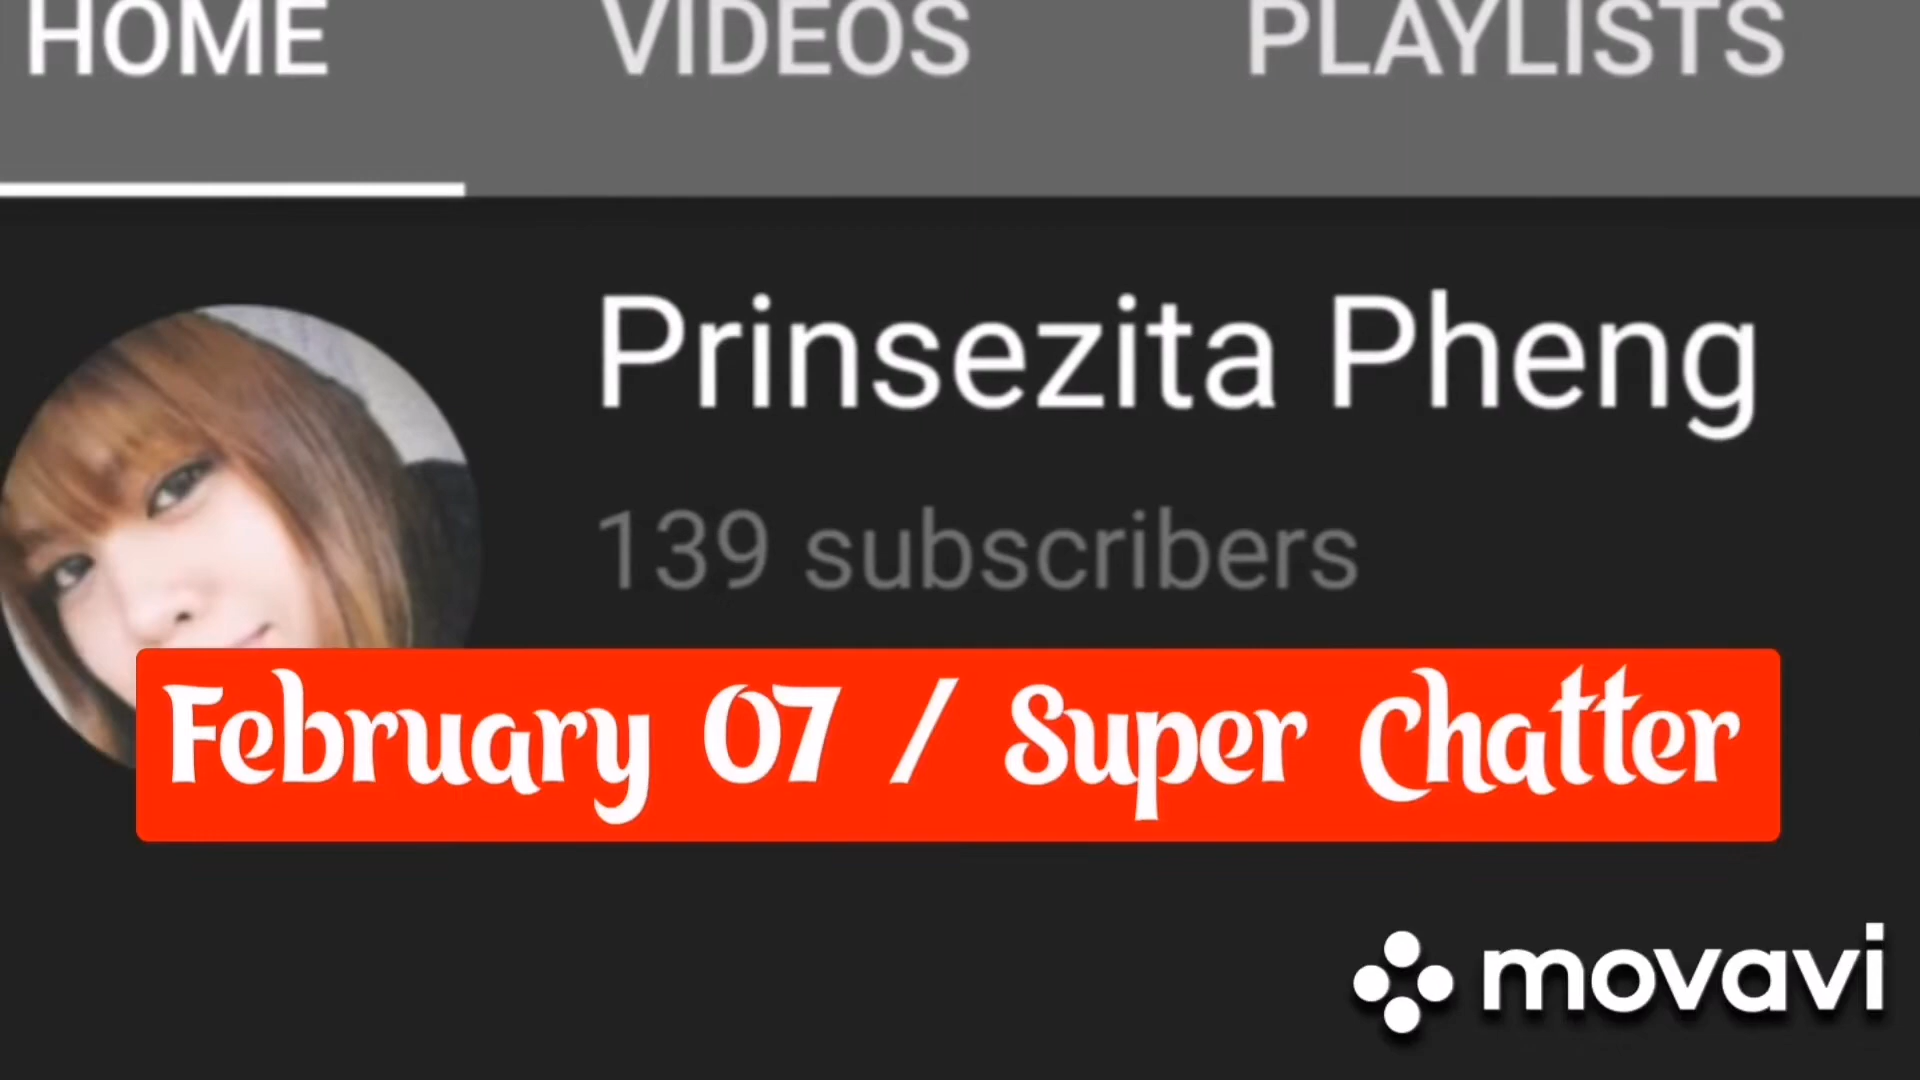 HOME VIDEOS PLAYLISTS
Prinsezita Pheng
139 subscribers
February 07 / Super Chatter
movavi